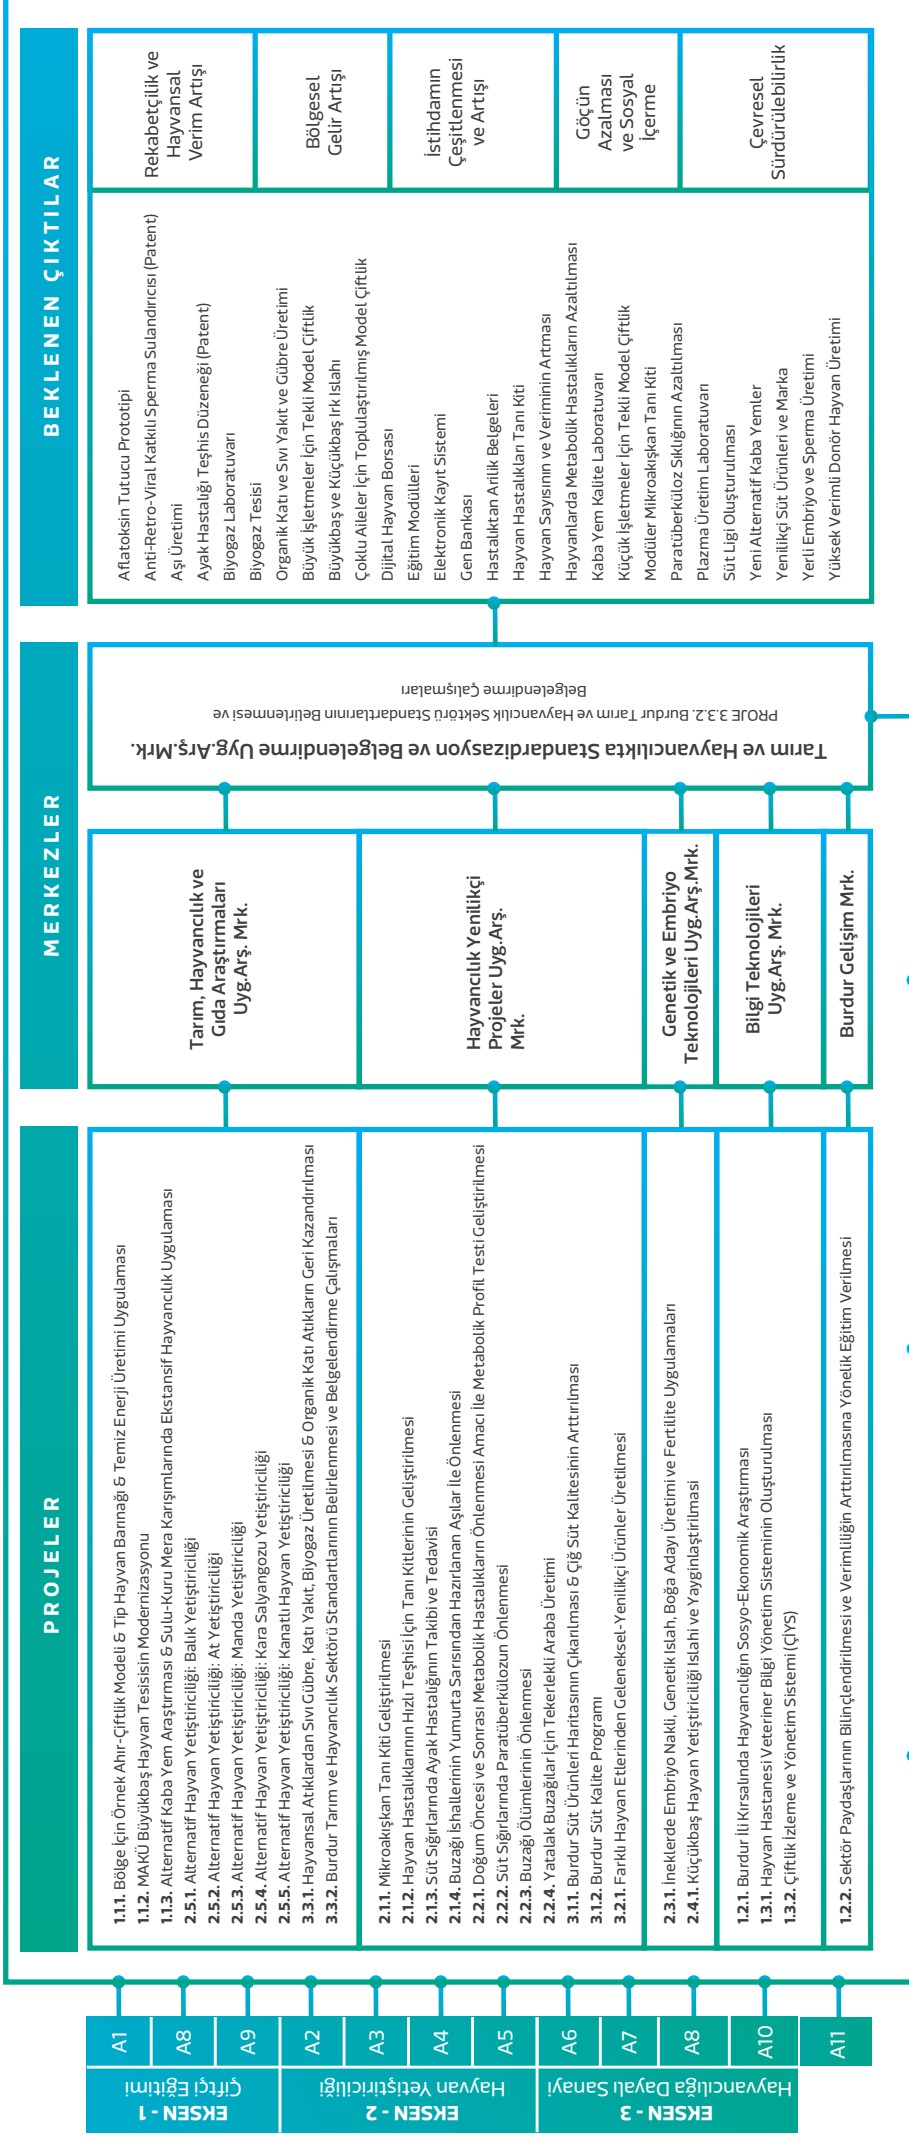 EKSEN - 1
Çiftçi Eğitimi
EKSEN - 2
Hayvan Yetiştiriciliği
EKSEN - 3
Hayvancılığa Dayalı Sanayi
A1
A8
A9
A2
A3
A4
A5
A6
A7
A8
A10
A11
PROJELER
1.1.1. Bölge İçin Örnek Ahır-Çiftlik Modeli & Tip Hayvan Barınağı & Temiz Enerji Üretimi Uygulaması
1.1.2. MAKÜ Büyükbaş Hayvan Tesisin Modernizasyonu
1.1.3. Alternatif Kaba Yem Araştırması & Sulu-Kuru Mera Karışımlarında Ekstansif Hayvancılık Uygulaması
2.5.1. Alternatif Hayvan Yetiştiriciliği: Balık Yetiştiriciliği
2.5.2. Alternatif Hayvan Yetiştiriciliği: At Yetiştiriciliği
2.5.3. Alternatif Hayvan Yetiştiriciliği: Manda Yetiştiriciliği
2.5.4. Alternatif Hayvan Yetiştiriciliği: Kara Salyangozu Yetiştiriciliği
2.5.5. Alternatif Hayvan Yetiştiriciliği: Kanatlı Hayvan Yetiştiriciliği
3.3.1. Hayvansal Atıklardan Sıvı Gübre, Katı Yakıt, Biyogaz Üretilmesi & Organik Katı Atıkların Geri Kazandırılması
3.3.2. Burdur Tarım ve Hayvancılık Sektörü Standartlarının Belirlenmesi ve Belgelendirme Çalışmaları
2.1.1. Mikroakışkan Tanı Kiti Geliştirilmesi
2.1.2. Hayvan Hastalıklarının Hızlı Teşhisi İçin Tanı Kitlerinin Geliştirilmesi
2.1.3. Süt Sığırlarında Ayak Hastalığının Takibi ve Tedavisi
2.1.4. Buzağı İshallerinin Yumurta Sarısından Hazırlanan Aşılar İle Önlenmesi
2.2.1. Doğum Öncesi ve Sonrası Metabolik Hastalıkların Önlenmesi Amacı İle Metabolik Profil Testi Geliştirilmesi
2.2.2. Süt Sığırlarında Paratüberkülozun Önlenmesi
2.2.3. Buzağı Ölümlerinin Önlenmesi
2.2.4. Yatalak Buzağılar İçin Tekerlekli Araba Üretimi
3.1.1. Burdur Süt Ürünleri Haritasının Çıkarılması & Çiğ Süt Kalitesinin Arttırılması
3.1.2. Burdur Süt Kalite Programı
3.2.1. Farklı Hayvan Etlerinden Geleneksel-Yenilikçi Ürünler Üretilmesi
2.3.1. İneklerde Embriyo Nakli, Genetik Islah, Boğa Adayı Üretimi ve Fertilite Uygulamaları
2.4.1. Küçükbaş Hayvan Yetiştiriciliği Islahi ve Yaygınlaştırilması
1.2.1. Burdur İli Kırsalında Hayvancılığın Sosyo-Ekonomik Araştırması
1.3.1. Hayvan Hastanesi Veteriner Bilgi Yönetim Sisteminin Oluşturulması
1.3.2. Çiftlik İzleme ve Yönetim Sistemi (ÇİYS)
1.2.2. Sektör Paydaşlarının Bilinçlendirilmesi ve Verimliliğin Arttırılmasına Yönelik Eğitim Verilmesi
MERKEZLER
Tarım, Hayvancılık ve
Gıda Araştırmaları
Uyg.Arş. Mrk.
Hayvancılık Yenilikçi
Projeler Uyg.Arş.
Mrk.
Genetik ve Embriyo
Teknolojileri Uyg.Arş.Mrk.
Bilgi Teknolojileri
Uyg.Arş. Mrk.
Burdur Gelişim Mrk.
Tarım ve Hayvancılıkta Standardizasyon ve Belgelendirme Uyg.Arş.Mrk.
PROJE 3.3.2. Burdur Tarım ve Hayvancılık Sektörü Standartlarının Belirlenmesi ve
Belgelendirme Çalışmaları
BEKLENEN ÇIKTILAR
Aflatoksin Tutucu Prototipi
Anti-Retro-Viral Katkılı Sperma Sulandırıcısı (Patent)
Aşı Üretimi
Ayak Hastalığı Teşhis Düzeneği (Patent)
Biyogaz Laboratuvarı
Biyogaz Tesisi
Organik Katı ve Sıvı Yakıt ve Gübre Üretimi
Büyük İşletmeler İçin Tekli Model Çiftlik
Büyükbaş ve Küçükbaş Irk Islahı
Çoklu Aileler İçin Toplulaştırılmış Model Çiftlik
Dijital Hayvan Borsası
Eğitim Modülleri
Elektronik Kayıt Sistemi
Gen Bankası
Hastalıktan Arilik Belgeleri
Hayvan Hastalıkları Tanı Kiti
Hayvan Sayısının ve Veriminin Artması
Hayvanlarda Metabolik Hastalıkların Azaltılması
Kaba Yem Kalite Laboratuvarı
Küçük İşletmeler İçin Tekli Model Çiftlik
Modüler Mikroakışkan Tanı Kiti
Paratüberküloz Sıklığının Azaltılması
Plazma Üretim Laboratuvarı
Süt Ligi Oluşturulması
Yeni Alternatif Kaba Yemler
Yenilikçi Süt Ürünleri ve Marka
Yerli Embriyo ve Sperma Üretimi
Yüksek Verimli Donör Hayvan Üretimi
Rekabetçilik ve
Hayvansal
Verim Artışı
Bölgesel
Gelir Artışı
İstihdamın
Çeşitlenmesi
ve Artışı
Göçün
Azalması
ve Sosyal
İçerme
Çevresel
Sürdürülebilirlik